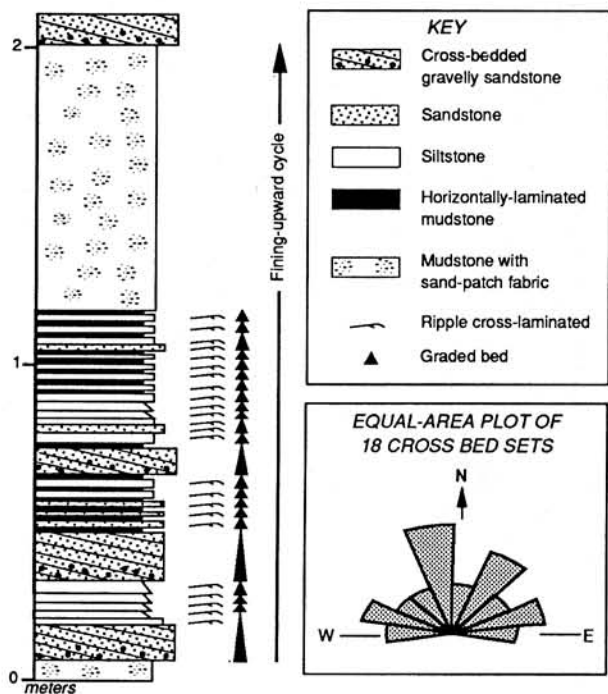 2
1
0
meters
Fining-upward cycle
KEY
Cross-bedded
gravelly sandstone
Sandstone
Siltstone
Horizontally-laminated
mudstone
Mudstone with
sand-patch fabric
Ripple cross-laminated
Graded bed
EQUAL-AREA PLOT OF
18 CROSS BED SETS
N
W
E